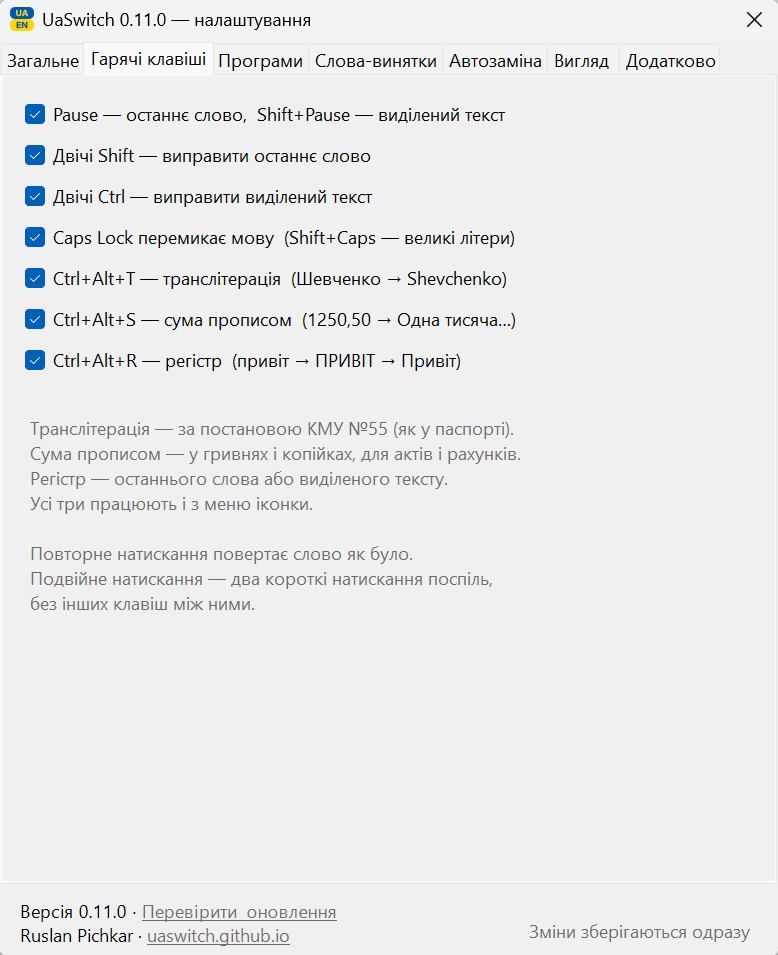 UA
EN
UaSwitch 0.11.0 — налаштування
Загальне Гарячі клавіші Програми Слова-винятки Автозаміна Вигляд Додатково
Pause — останнє слово, Shift+Pause — виділений текст
Двічі Shift — виправити останнє слово
Двічі Ctrl — виправити виділений текст
Caps Lock перемикає мову (Shift+Caps — великі літери)
Ctrl+Alt+T — транслітерація (Шевченко → Shevchenko)
Ctrl+Alt+S — сума прописом (1250,50 → Одна тисяча…)
Ctrl+Alt+R — регістр (привіт → ПРИВІТ → Привіт)
Транслітерація — за постановою КМУ №55 (як у паспорті).
Сума прописом — у гривнях і копійках, для актів і рахунків.
Регістр — останнього слова або виділеного тексту.
Усі три працюють і з меню іконки.
Повторне натискання повертає слово як було.
Подвійне натискання — два короткі натискання поспіль,
без інших клавіш між ними.
Версія 0.11.0 · Перевірити оновлення
Ruslan Pichkar · uaswitch.github.io
Зміни зберігаються одразу